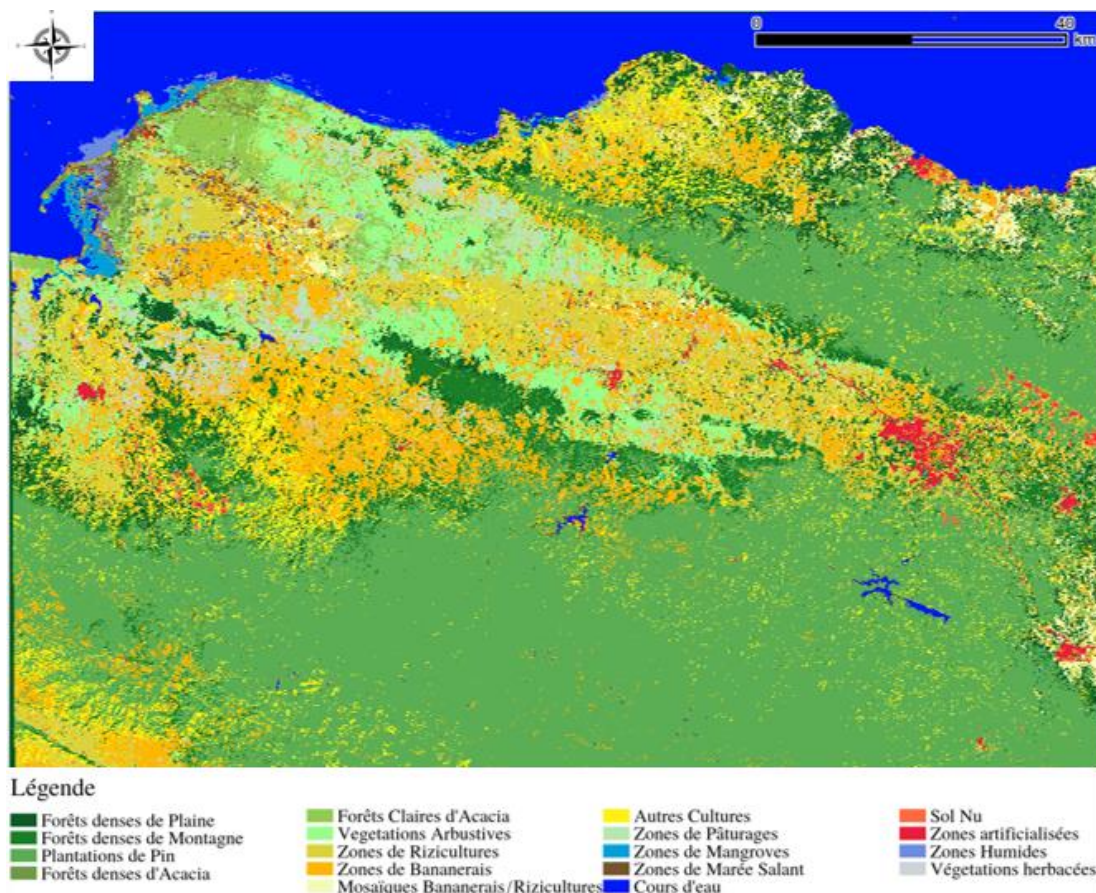 0 40
km
Légende
Forêts denses de Plaine
Forêts denses de Montagne
Plantations de Pin
Forêts denses d'Acacia
Forêts Claires d'Acacia
Vegetations Arbustives
Zones de Rizicultures
Zones de Bananerais
Mosaïques Bananerais/Rizicultures
Autres Cultures
Zones de Pâturages
Zones de Mangroves
Zones de Marée Salant
Cours d'eau
Sol Nu
Zones artificialisées
Zones Humides
Végétations herbacées